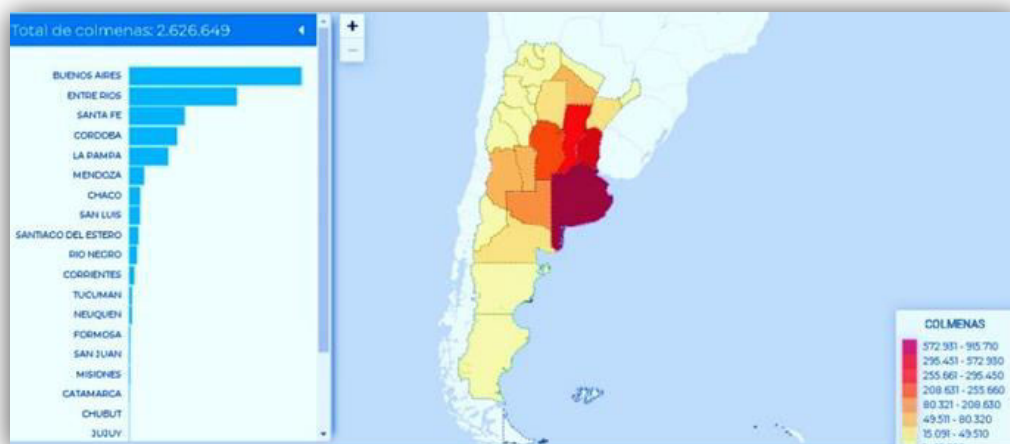 Total de colmenas: 2.626.649
BUENOS AIRES
ENTRE RIOS
SANTA FE
CORDOBA
LA PAMPA
MENDOZA
CHACO
SAN LUIS
SANTIAGO DEL ESTERO
RIO NEGRO
CORRIENTES
TUCUMAN
NEUQUEN
FORMOSA
SAN JUAN
MISIONES
CATAMARCA
CHUBUT
JUJUY
+
−
COLMENAS
572.931 - 915.710
295.451 - 572.930
255.661 - 295.450
208.631 - 255.660
80.321 - 208.630
49.511 - 80.320
15.091 - 49.510